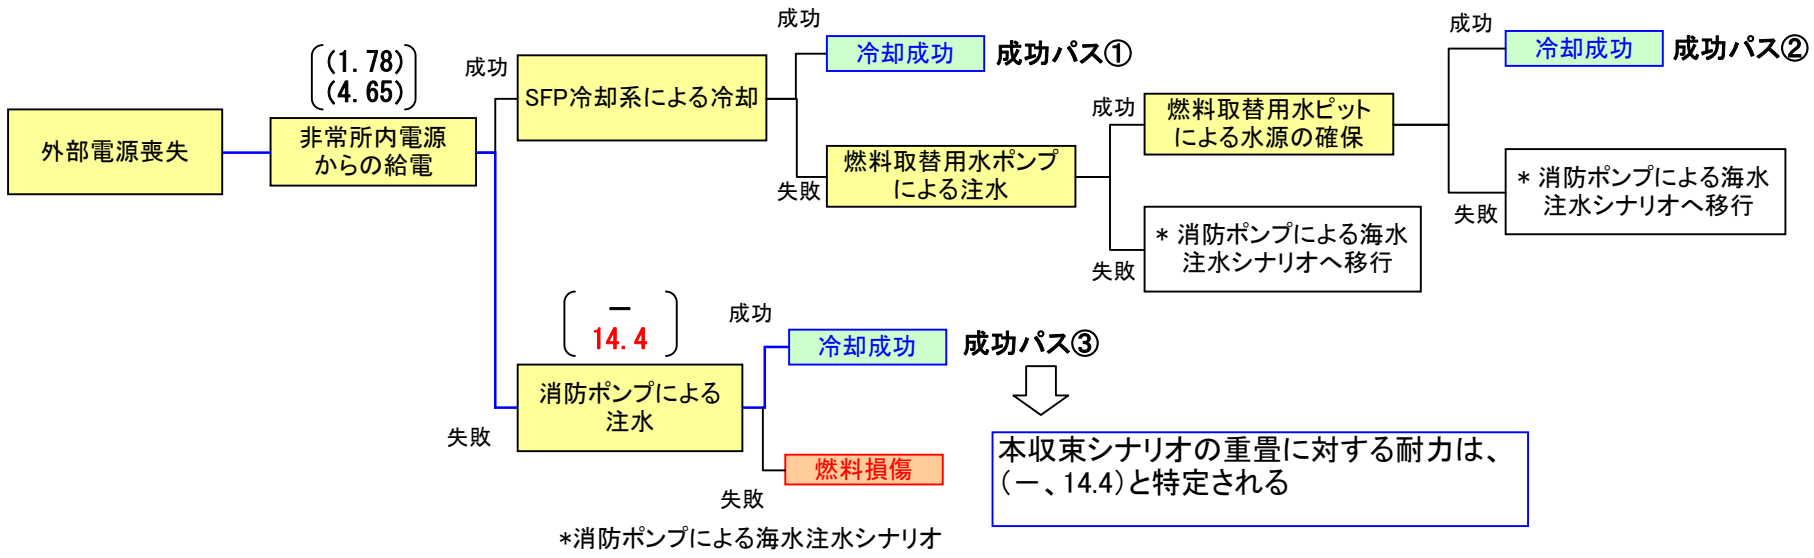 外部電源喪失
(1.78)
(4.65)
非常所内電源
からの給電
成功
SFP冷却系による冷却
成功
冷却成功
成功パス①
失敗
燃料取替用水ポンプ
による注水
成功
燃料取替用水ピット
による水源の確保
成功
冷却成功
成功パス②
失敗
* 消防ポンプによる海水
注水シナリオへ移行
失敗
* 消防ポンプによる海水
注水シナリオへ移行
失敗
ー
14.4
消防ポンプによる
注水
成功
冷却成功
成功パス③
失敗
燃料損傷
本収束シナリオの重畳に対する耐力は、
(ー、14.4)と特定される
*消防ポンプによる海水注水シナリオ